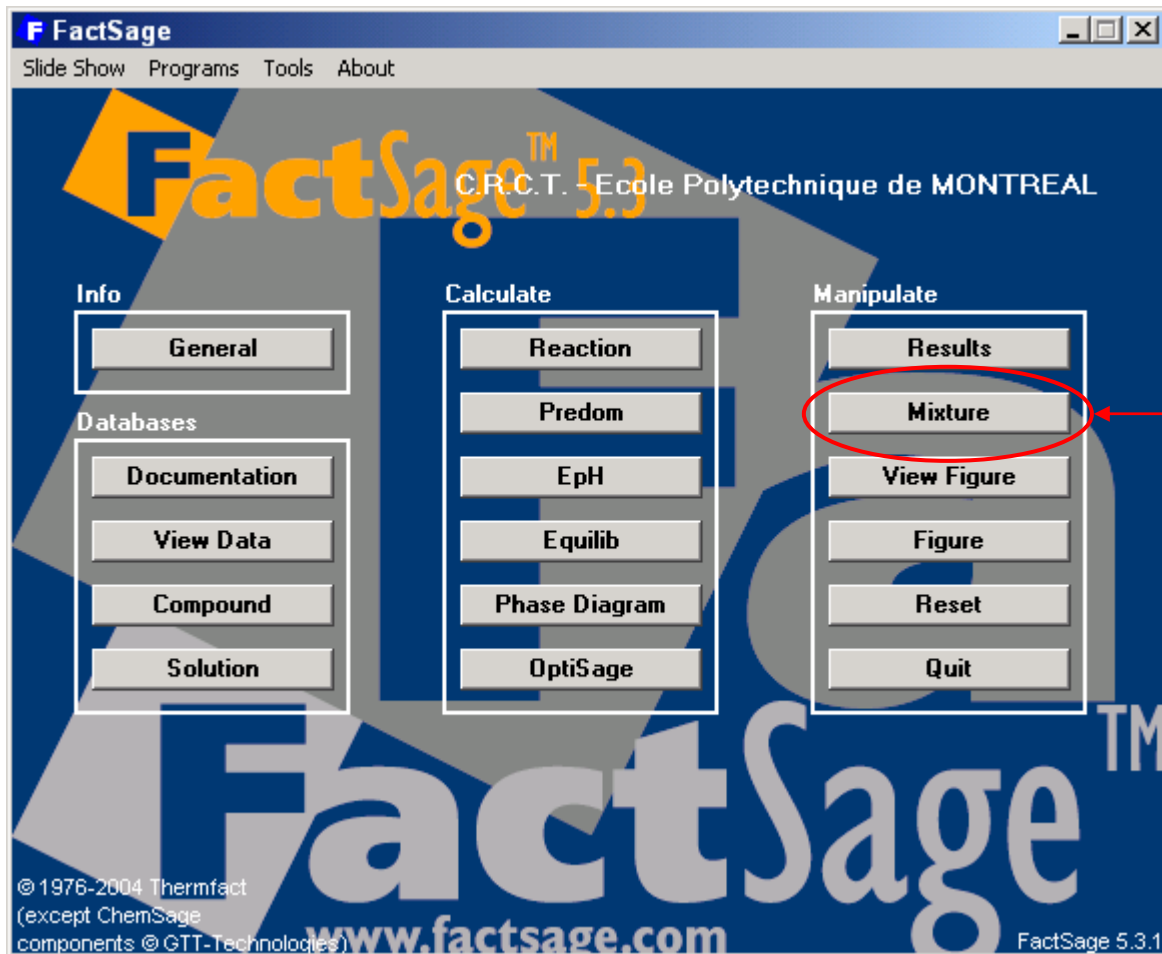 FactSage
Slide Show Programs Tools About
FactSage™ 5.3
C.R.C.T. - Ecole Polytechnique de MONTREAL
Info
General
Databases
Documentation
View Data
Compound
Solution
Calculate
Reaction
Predom
EpH
Equilib
Phase Diagram
OptiSage
Manipulate
Results
Mixture
View Figure
Figure
Reset
Quit
FactSage™
©1976-2004 Thermfact
(except ChemSage
components © GTT-Technologies)
www.factsage.com
FactSage 5.3.1